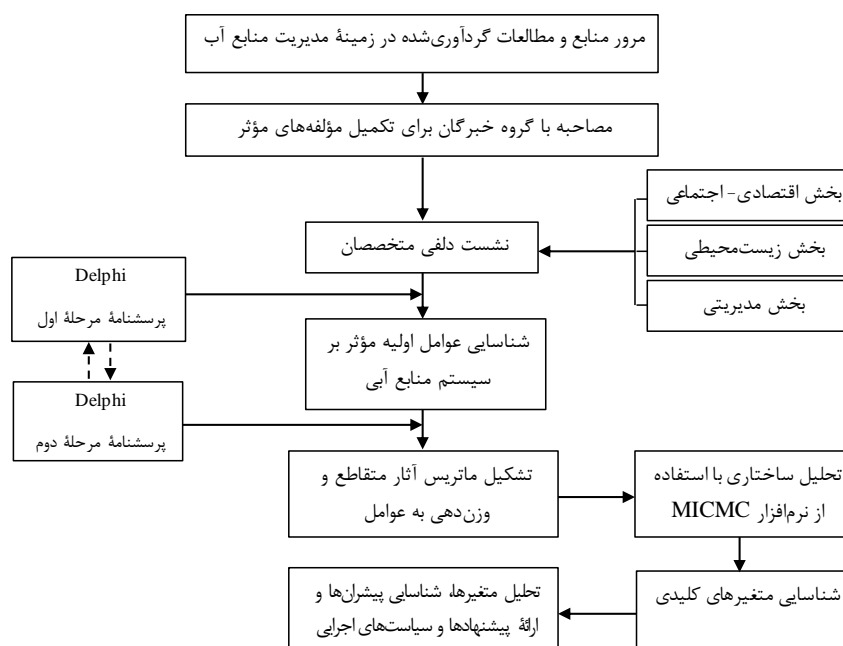 مرور منابع و مطالعات گردآوری‌شده در زمینهٔ مدیریت منابع آب
مصاحبه با گروه خبرگان برای تکمیل مؤلفه‌های مؤثر
بخش اقتصادی- اجتماعی
نشست دلفی متخصصان
بخش زیست‌محیطی
بخش مدیریتی
Delphi
پرسشنامهٔ مرحلهٔ اول
شناسایی عوامل اولیه مؤثر بر
سیستم منابع آبی
Delphi
پرسشنامهٔ مرحلهٔ دوم
تشکیل ماتریس آثار متقاطع و
وزن‌دهی به عوامل
تحلیل ساختاری با استفاده
از نرم‌افزار MICMC
شناسایی متغیرهای کلیدی
تحلیل متغیرها، شناسایی پیشران‌ها و
ارائهٔ پیشنهادها و سیاست‌های اجرایی